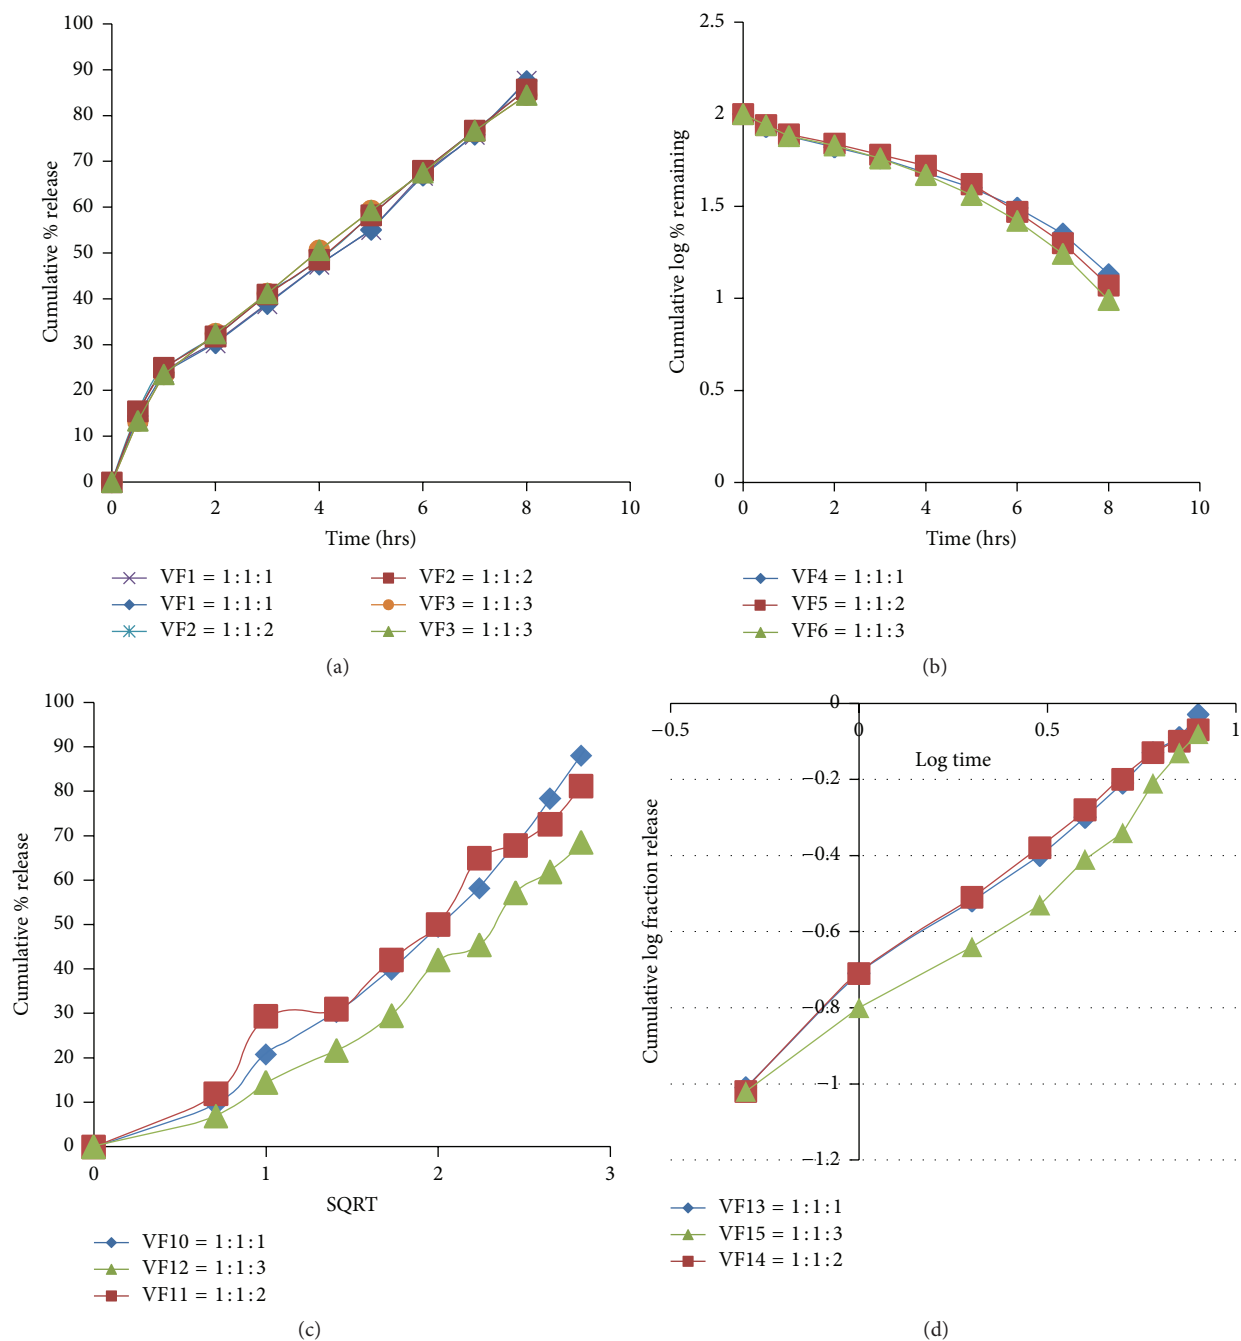 100
90
80
70
60
50
40
30
20
10
0
Cumulative % release
0 2 4 6 8 10
Time (hrs)
VF1 = 1:1:1
VF1 = 1:1:1
VF2 = 1:1:2
VF2 = 1:1:2
VF3 = 1:1:3
VF3 = 1:1:3
(a)
2.5
2
1.5
1
0.5
0
Cumulative log % remaining
0 2 4 6 8 10
Time (hrs)
VF4 = 1:1:1
VF5 = 1:1:2
VF6 = 1:1:3
(b)
100
90
80
70
60
50
40
30
20
10
0
Cumulative % release
0 1 2 3
SQRT
VF10 = 1:1:1
VF12 = 1:1:3
VF11 = 1:1:2
(c)
0
−0.5 0 0.5 1
Log time
−0.2
−0.4
−0.6
−0.8
−1
−1.2
Cumulative log fraction release
VF13 = 1:1:1
VF15 = 1:1:3
VF14 = 1:1:2
(d)